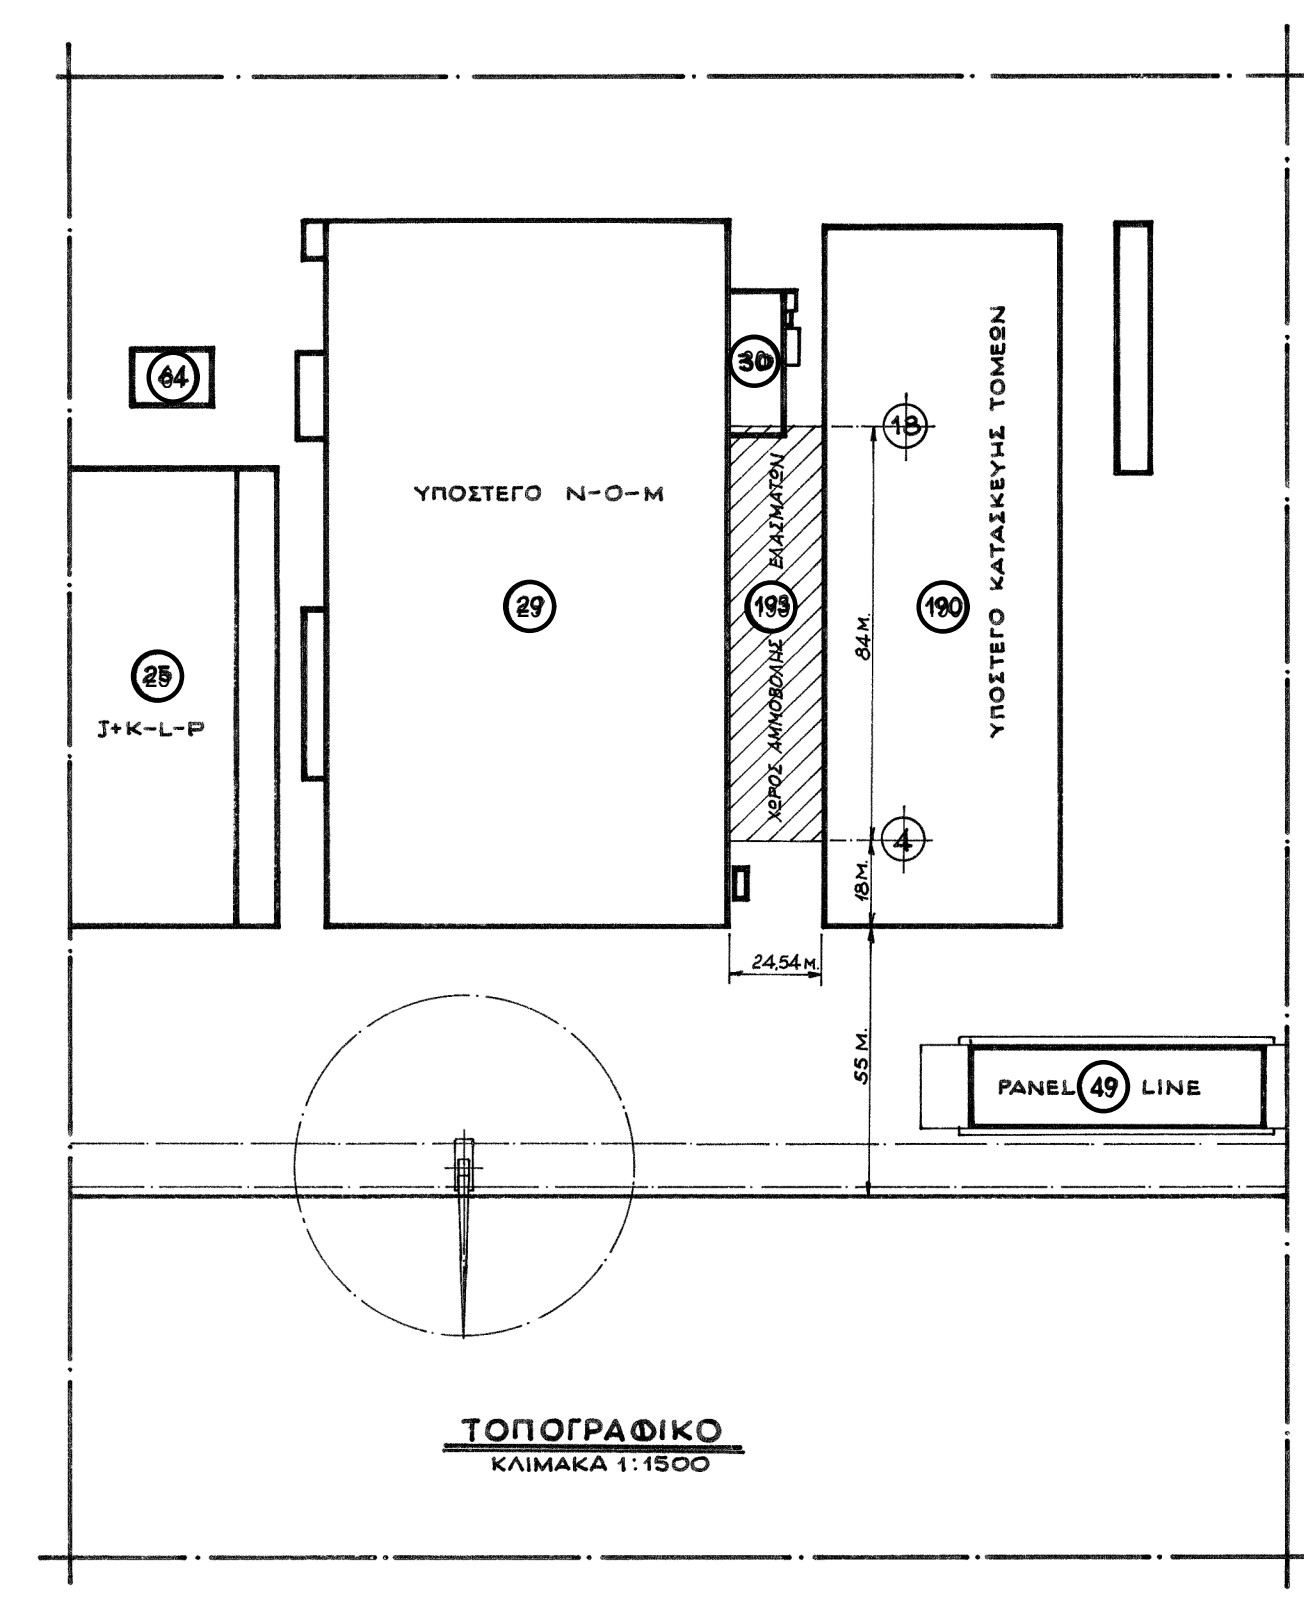 30
64
18
ΥΠΟΣΤΕΓΟ Ν-Ο-Μ
29
ΧΩΡΟΣ ΑΜΜΟΒΟΛΗΣ ΕΛΑΣΜΑΤΩΝ
193
190
ΥΠΟΣΤΕΓΟ ΚΑΤΑΣΚΕΥΗΣ ΤΟΜΕΩΝ
84 Μ.
25
J+K-L-P
4
18 Μ.
24,54 Μ.
55 Μ.
PANEL 49 LINE
ΤΟΠΟΓΡΑΦΙΚΟ
ΚΛΙΜΑΚΑ 1:1500